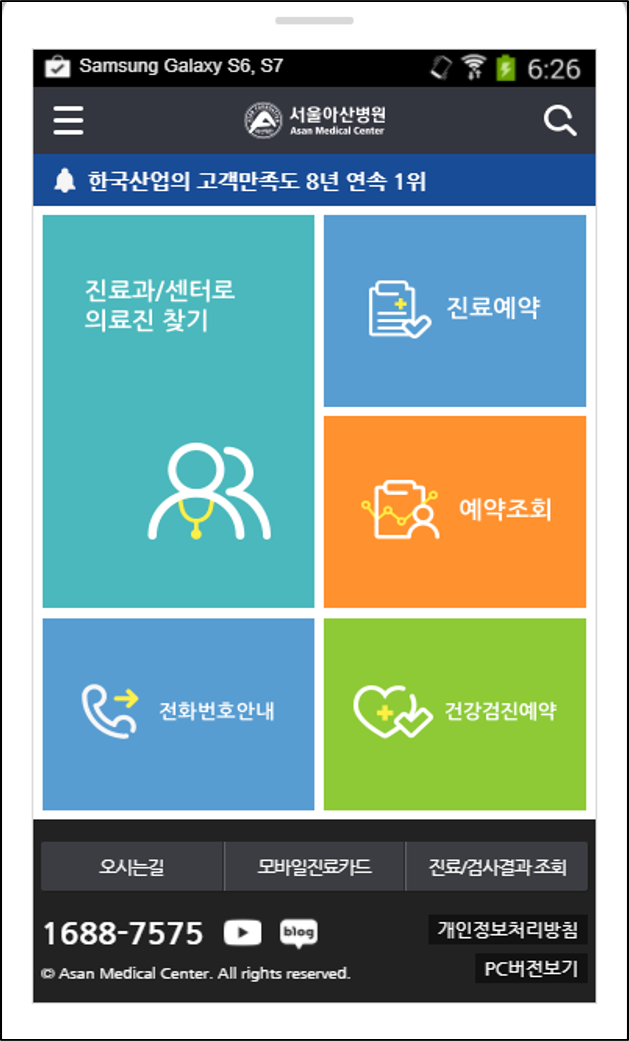 Samsung Galaxy S6, S7 6:26
서울아산병원
Asan Medical Center
한국산업의 고객만족도 8년 연속 1위
진료과/센터로
의료진 찾기
진료예약
예약조회
전화번호안내
건강검진예약
오시는길 모바일진료카드 진료/검사결과 조회
1688-7575 blog 개인정보처리방침
© Asan Medical Center. All rights reserved. PC버전보기